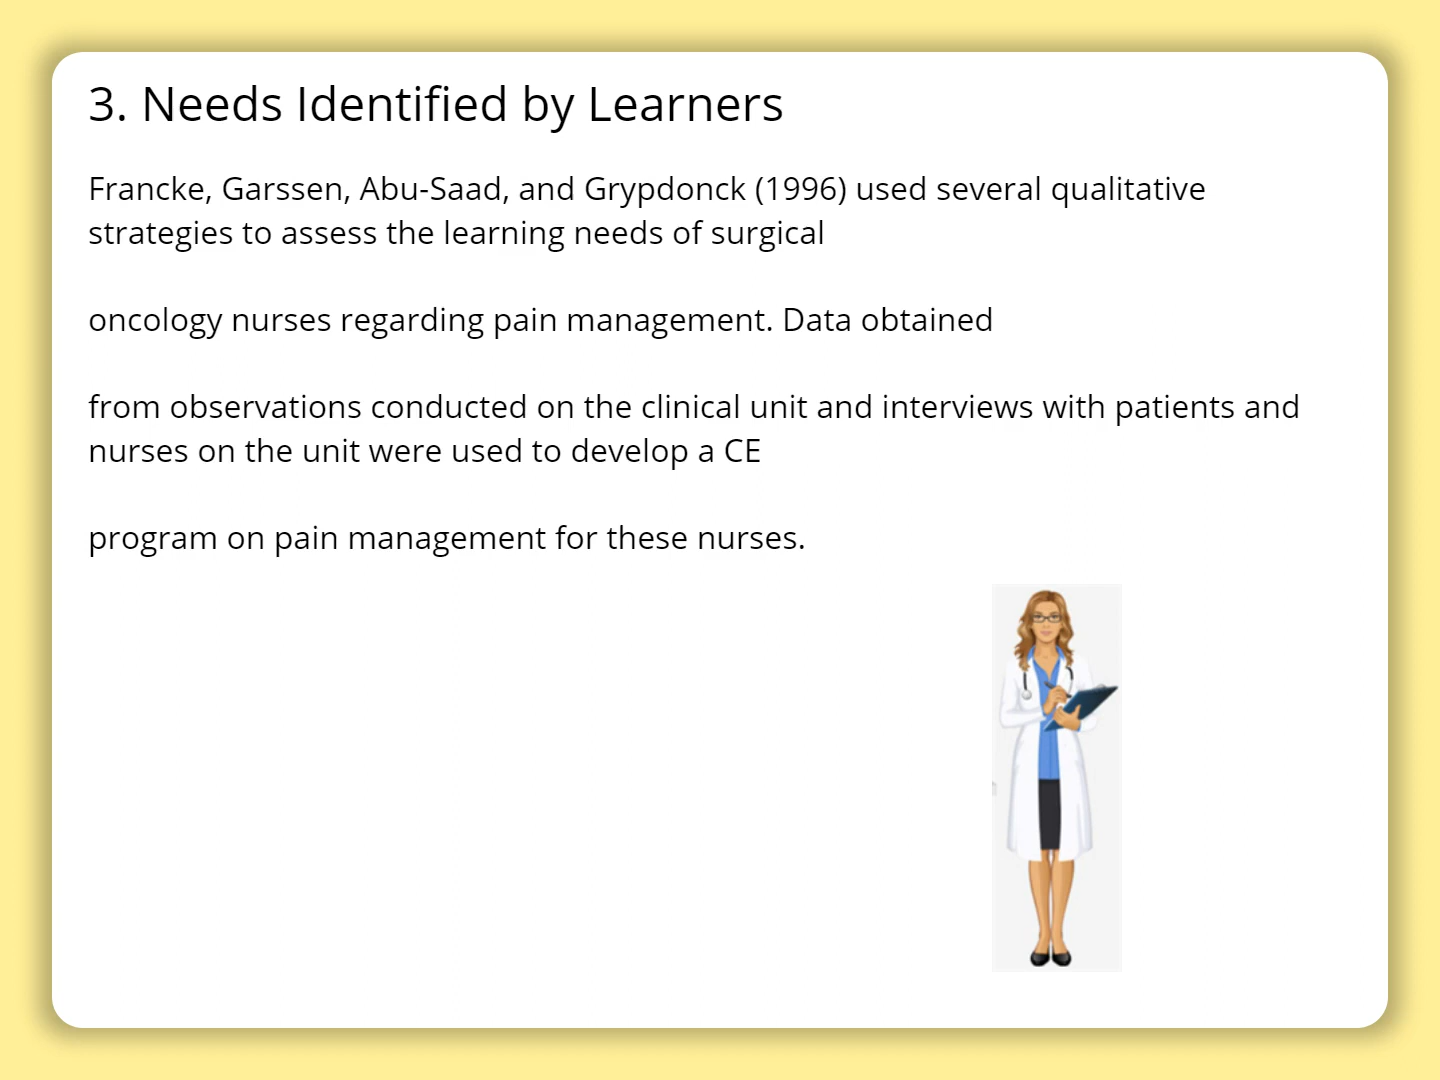 3. Needs Identified by Learners
Francke, Garssen, Abu-Saad, and Grypdonck (1996) used several qualitative
strategies to assess the learning needs of surgical
oncology nurses regarding pain management. Data obtained
from observations conducted on the clinical unit and interviews with patients and
nurses on the unit were used to develop a CE
program on pain management for these nurses.